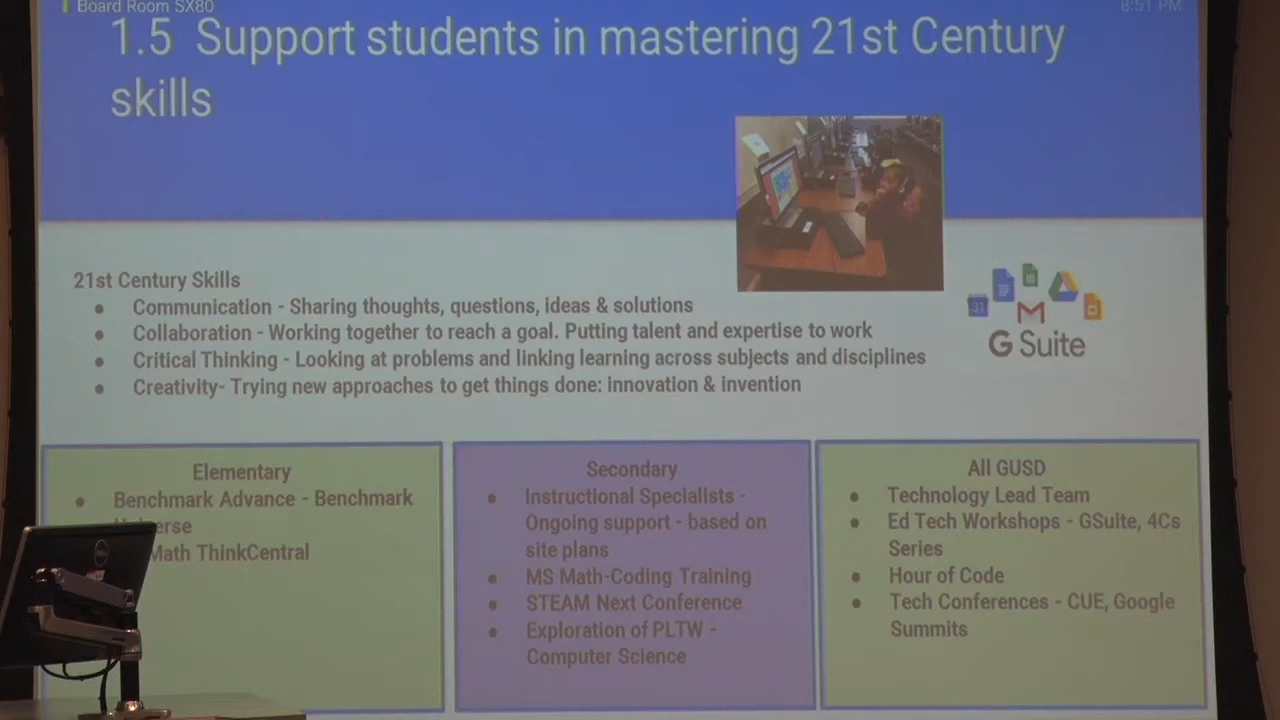 Board Room SX80
8:51 PM
1.5 Support students in mastering 21st Century
skills
21st Century Skills
● Communication - Sharing thoughts, questions, ideas & solutions
● Collaboration - Working together to reach a goal. Putting talent and expertise to work
● Critical Thinking - Looking at problems and linking learning across subjects and disciplines
● Creativity- Trying new approaches to get things done: innovation & invention
31
G Suite
Elementary
● Benchmark Advance - Benchmark
Math ThinkCentral
Secondary
● Instructional Specialists -
Ongoing support - based on
site plans
● MS Math-Coding Training
● STEAM Next Conference
● Exploration of PLTW -
Computer Science
All GUSD
● Technology Lead Team
● Ed Tech Workshops - GSuite, 4Cs
Series
● Hour of Code
● Tech Conferences - CUE, Google
Summits
DELL